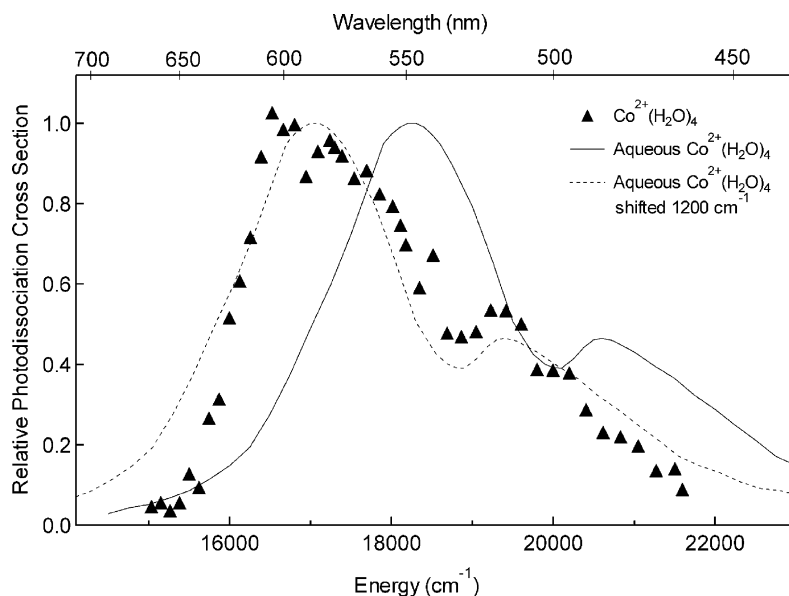 Wavelength (nm)
700 650 600 550 500 450
Co²⁺(H₂O)₄
Aqueous Co²⁺(H₂O)₄
Aqueous Co²⁺(H₂O)₄
shifted 1200 cm⁻¹
Relative Photodissociation Cross Section
1.0
0.8
0.6
0.4
0.2
0.0
16000 18000 20000 22000
Energy (cm⁻¹)